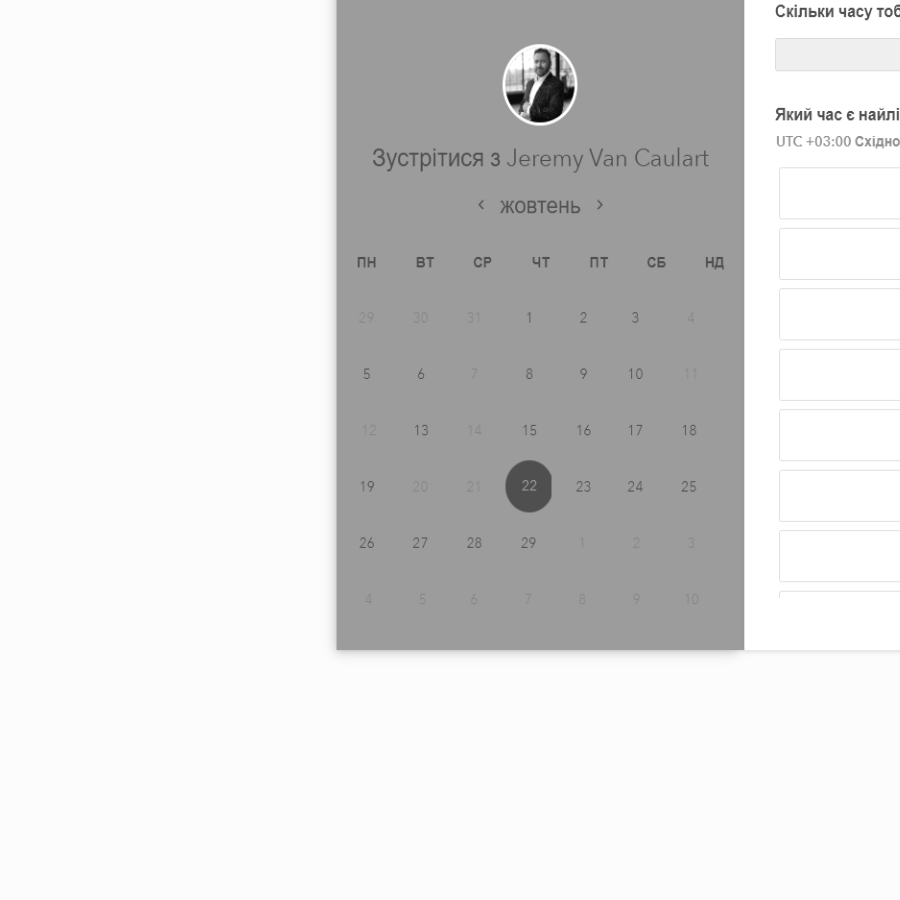 Скільки часу тоб
Зустрітися з Jeremy Van Caulart
‹ жовтень ›
ПН ВТ СР ЧТ ПТ СБ НД
29 30 31 1 2 3 4
5 6 7 8 9 10 11
12 13 14 15 16 17 18
19 20 21 22 23 24 25
26 27 28 29 1 2 3
4 5 6 7 8 9 10
Який час є найлі
UTC +03:00 Східно